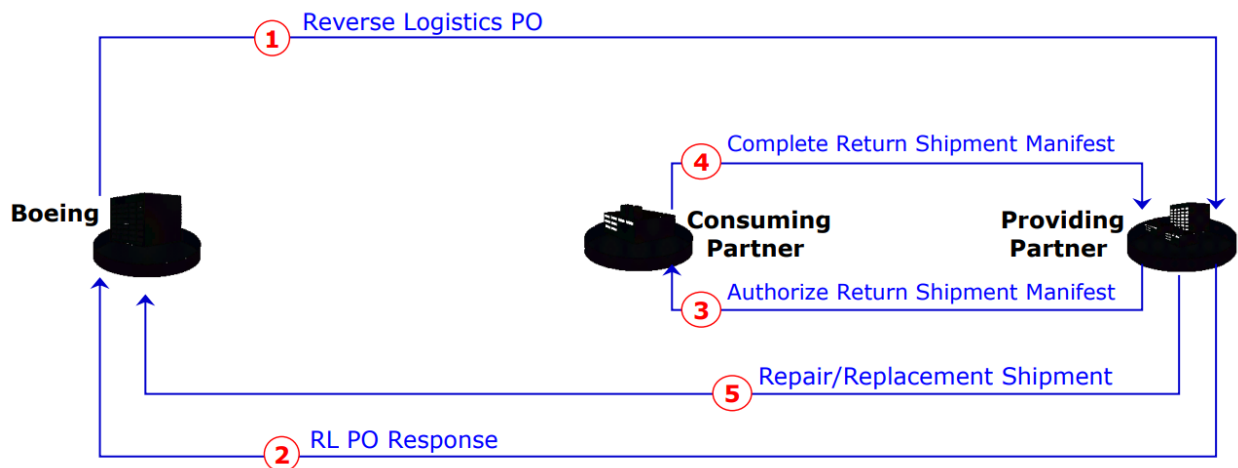 Reverse Logistics PO
1
Complete Return Shipment Manifest
4
Boeing
Consuming
Partner
Providing
Partner
Authorize Return Shipment Manifest
3
Repair/Replacement Shipment
5
RL PO Response
2